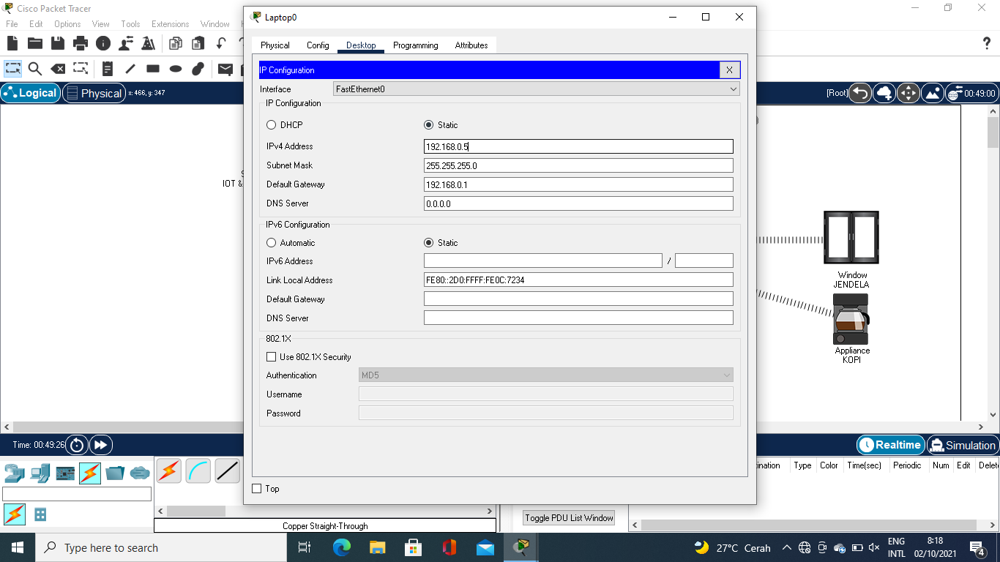 Cisco Packet Tracer
File Edit Options View Tools Extensions Window
Logical Physical x: 466, y: 347
[Root] 00:49:00
IOT &
Laptop0
Physical Config Desktop Programming Attributes
IP Configuration X
Interface FastEthernet0
IP Configuration
DHCP Static
IPv4 Address 192.168.0.5
Subnet Mask 255.255.255.0
Default Gateway 192.168.0.1
DNS Server 0.0.0.0
IPv6 Configuration
Automatic Static
IPv6 Address /
Link Local Address FE80::2D0:FFFF:FE0C:7234
Default Gateway
DNS Server
802.1X
Use 802.1X Security
Authentication MD5
Username
Password
Top
Window
JENDELA
Appliance
KOPI
Time: 00:49:26
Realtime Simulation
Type Color Time(sec) Periodic Num Edit
Copper Straight-Through
Toggle PDU List Window
Type here to search
27°C Cerah
ENG
INTL
8:18
02/10/2021
4